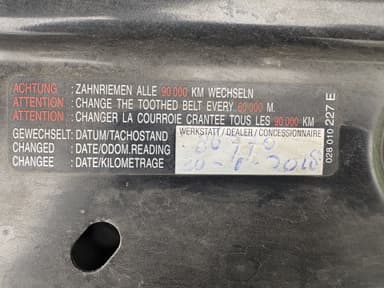 ACHTUNG : ZAHNRIEMEN ALLE 90 000 KM WECHSELN
ATTENTION : CHANGE THE TOOTHED BELT EVERY 60 000 M.
ATTENTION : CHANGER LA COURROIE CRANTEE TOUS LES 90 000 KM
GEWECHSELT: DATUM/TACHOSTAND
CHANGED : DATE/ODOM.READING
CHANGEE : DATE/KILOMETRAGE
WERKSTATT/DEALER/CONCESSIONNAIRE
2018
028 010 227 E